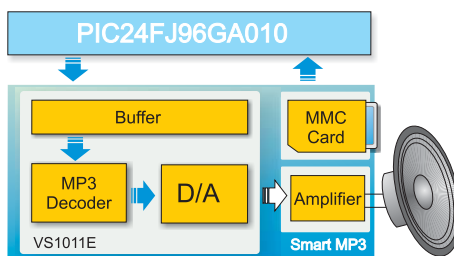 PIC24FJ96GA010
Buffer
MMC
Card
MP3
Decoder
D/A
Amplifier
VS1011E
Smart MP3